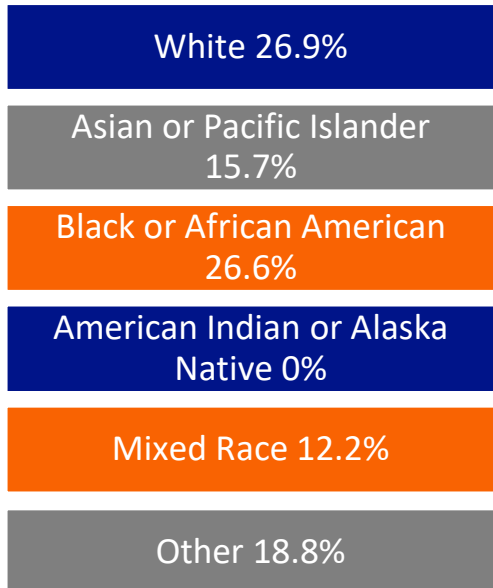 White 26.9%
Asian or Pacific Islander
15.7%
Black or African American
26.6%
American Indian or Alaska
Native 0%
Mixed Race 12.2%
Other 18.8%